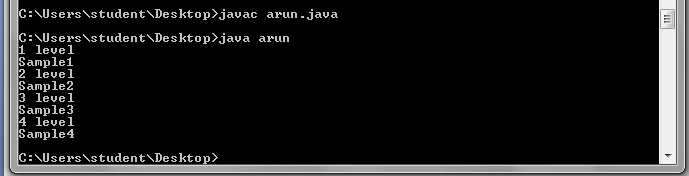 C:\Users\student\Desktop>javac arun.java
C:\Users\student\Desktop>java arun
1 level
Sample1
2 level
Sample2
3 level
Sample3
4 level
Sample4
C:\Users\student\Desktop>